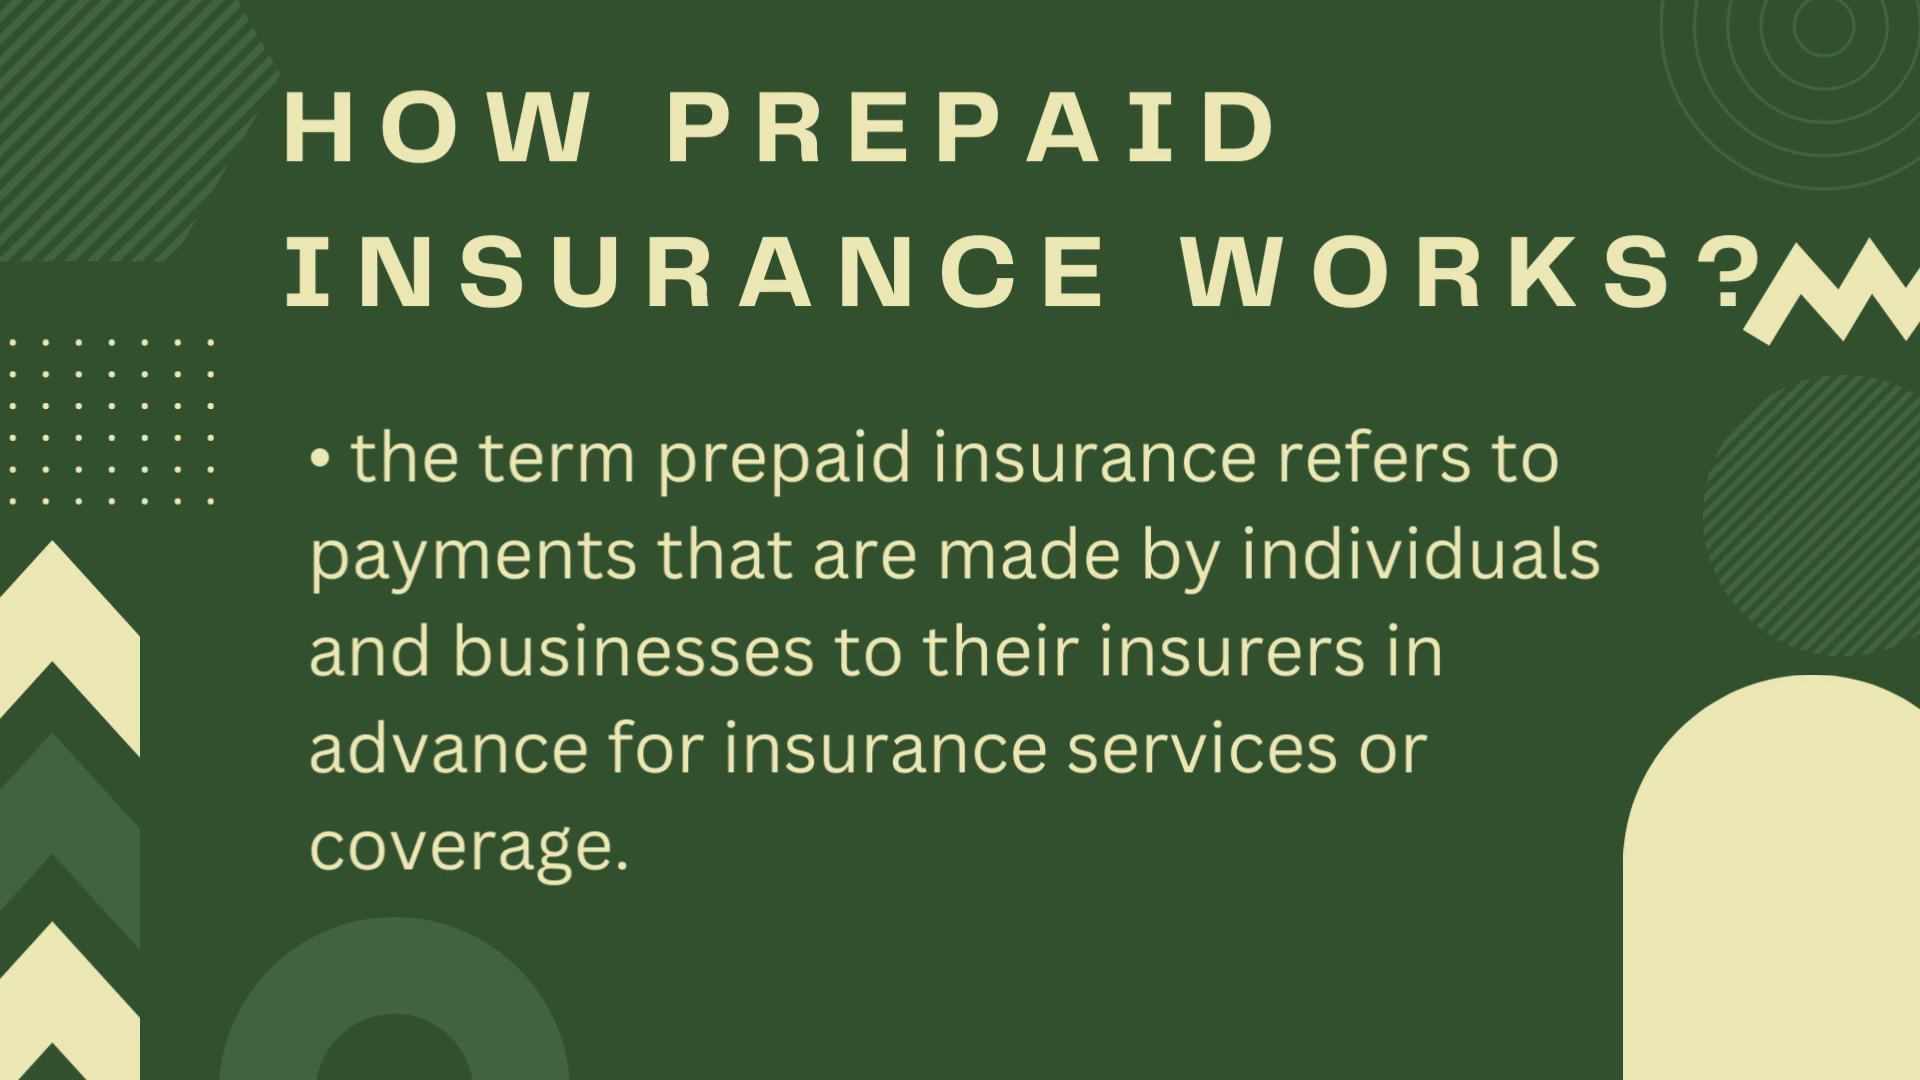 HOW PREPAID
INSURANCE WORKS?
• the term prepaid insurance refers to
payments that are made by individuals
and businesses to their insurers in
advance for insurance services or
coverage.